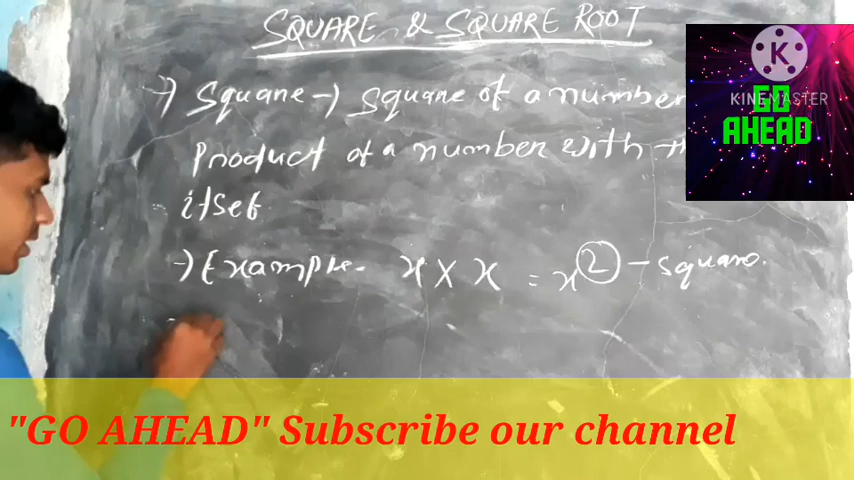 SQUARE & SQUARE ROOT
→ Square → Square of a number
Product of a number with
itself
→ Example - x X x = x² - square.
K
KINEMASTER
GO
AHEAD
"GO AHEAD" Subscribe our channel